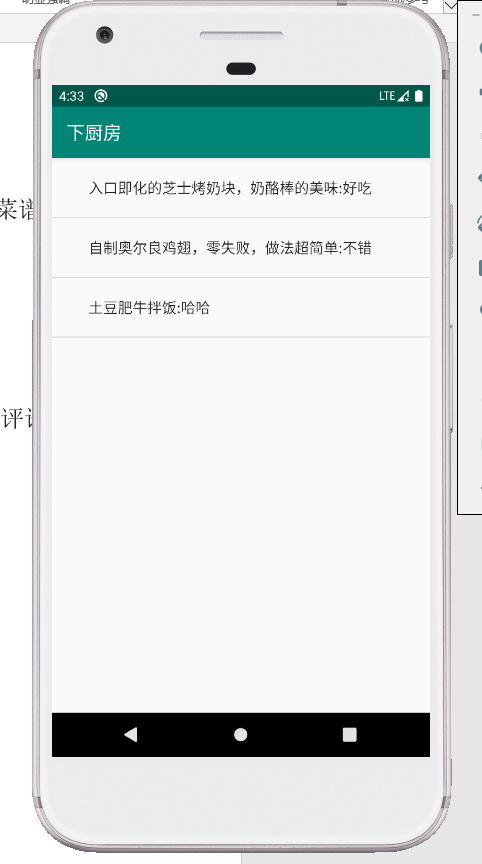 4:33 LTE
下厨房
入口即化的芝士烤奶块，奶酪棒的美味:好吃
菜谱
自制奥尔良鸡翅，零失败，做法超简单:不错
土豆肥牛拌饭:哈哈
评